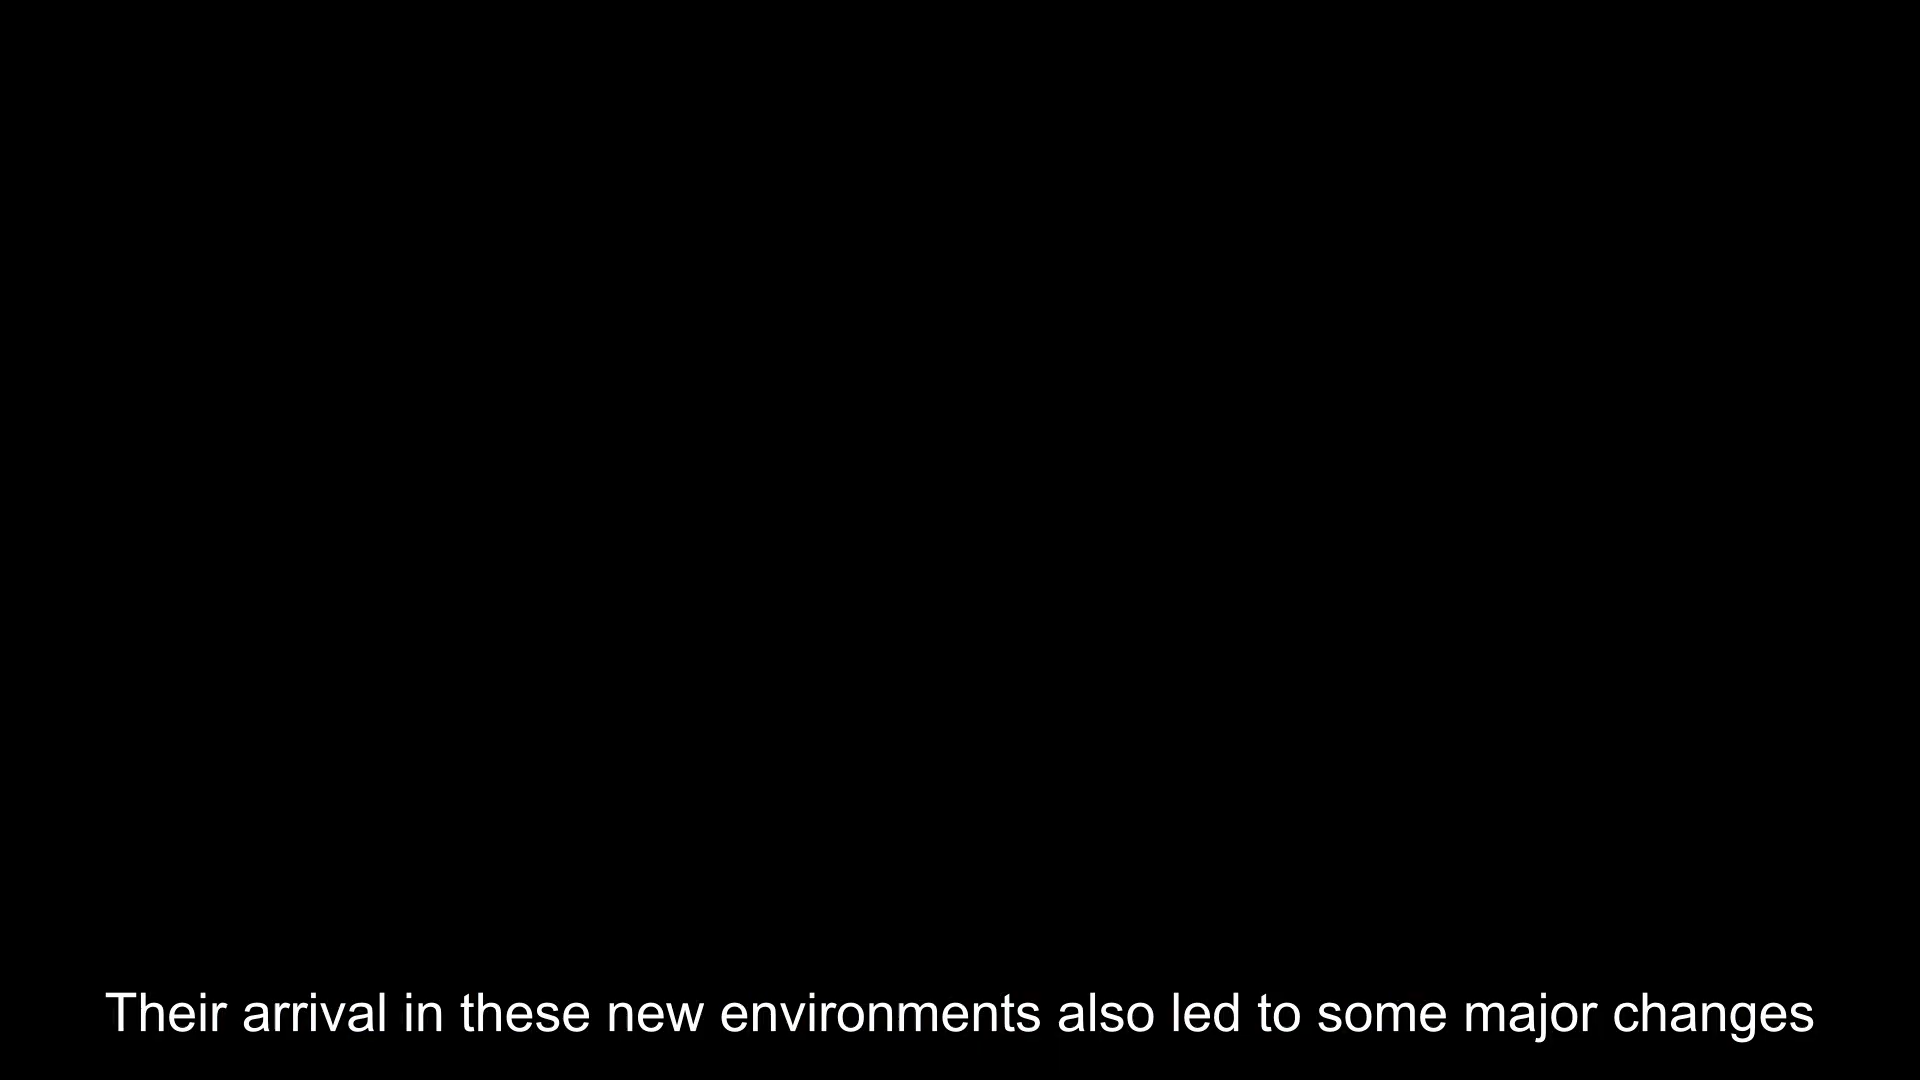 Their arrival in these new environments also led to some major changes